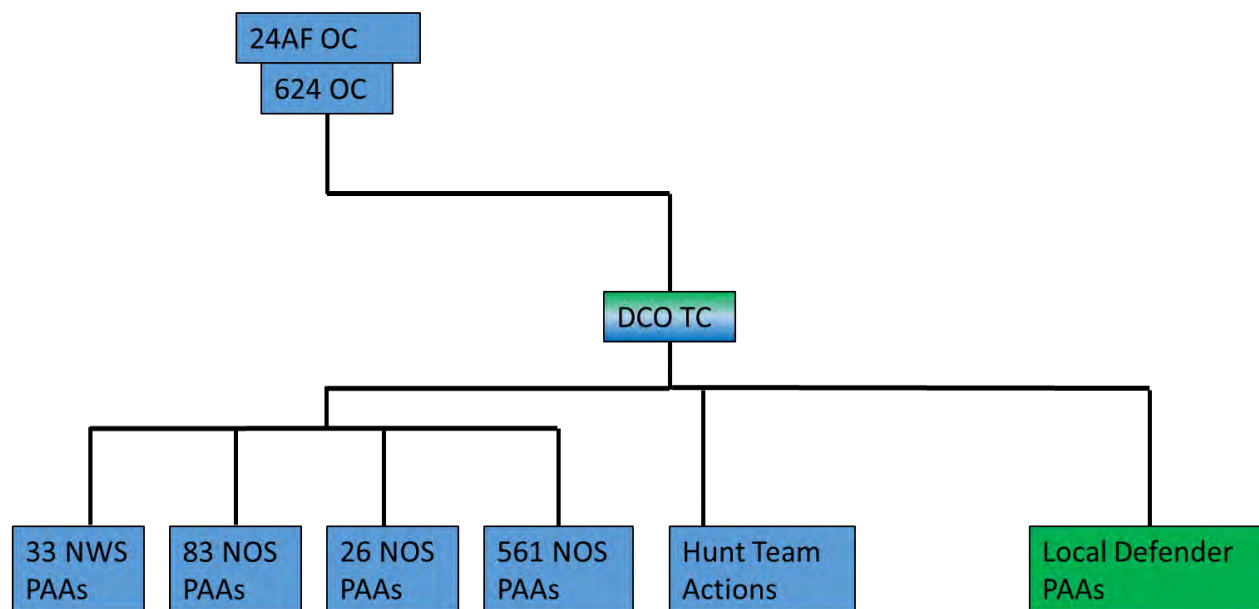 24AF OC
624 OC
DCO TC
33 NWS
PAAs
83 NOS
PAAs
26 NOS
PAAs
561 NOS
PAAs
Hunt Team
Actions
Local Defender
PAAs